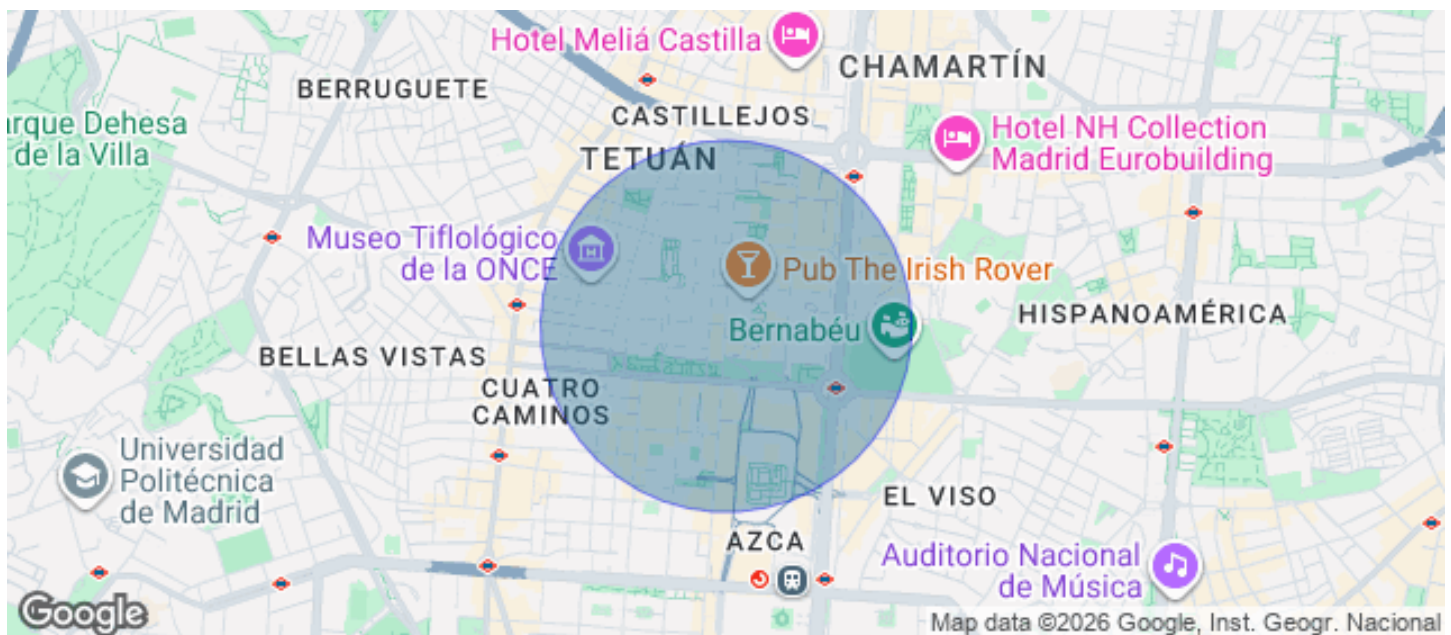 Hotel Meliá Castilla
CHAMARTÍN
BERRUGUETE
CASTILLEJOS
arque Dehesa
de la Villa
TETUÁN
Hotel NH Collection
Madrid Eurobuilding
Museo Tiflológico
de la ONCE
Pub The Irish Rover
Bernabéu
HISPANOAMÉRICA
BELLAS VISTAS
CUATRO
CAMINOS
Universidad
Politécnica
de Madrid
EL VISO
AZCA
Auditorio Nacional
de Música
Google
Map data ©2026 Google, Inst. Geogr. Nacional